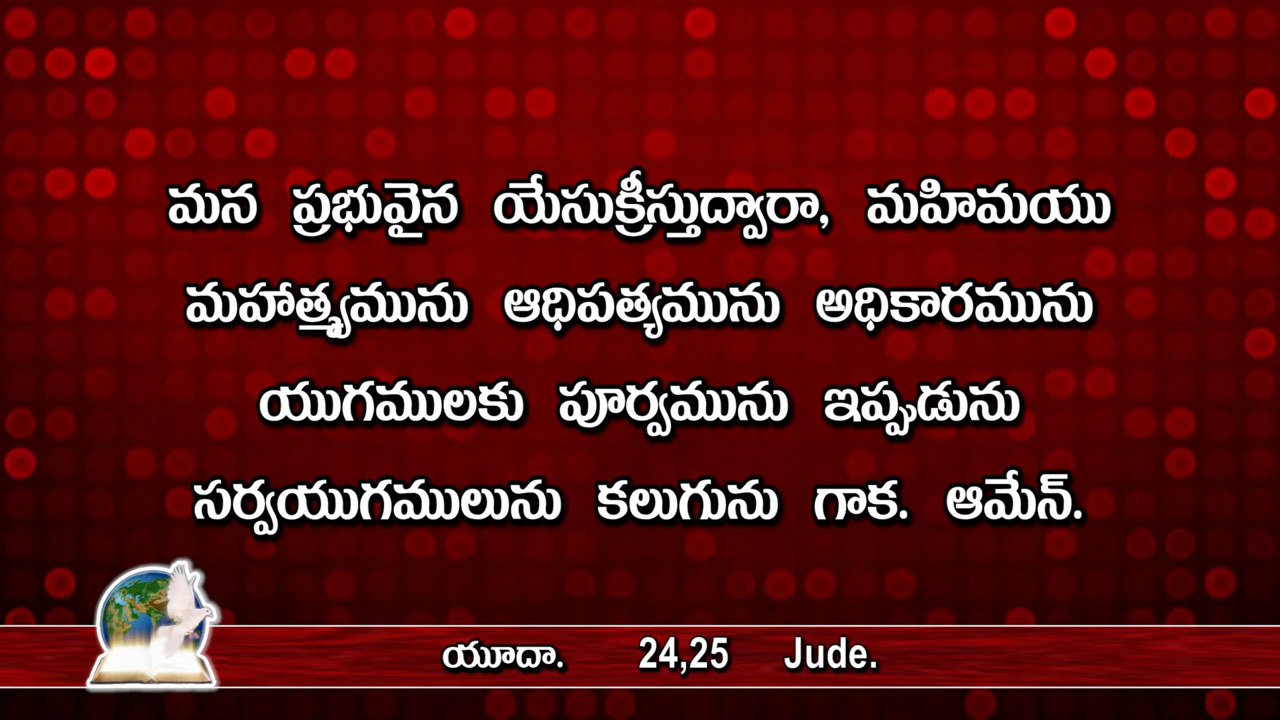 మన ప్రభువైన యేసుక్రీస్తుద్వారా, మహిమయు
మహాత్మ్యమును ఆధిపత్యమును అధికారమును
యుగములకు పూర్వమును ఇప్పుడును
సర్వయుగములును కలుగును గాక. ఆమేన్.
యూదా. 24,25 Jude.